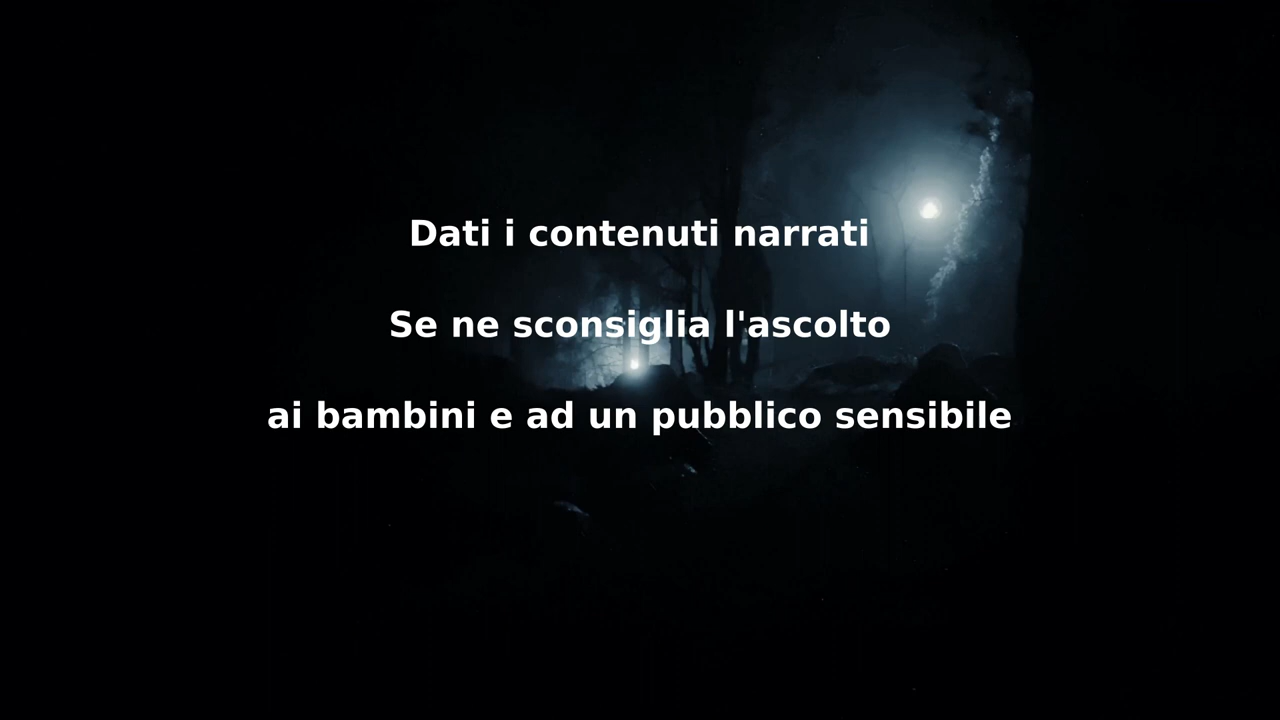 Dati i contenuti narrati
Se ne sconsiglia l'ascolto
ai bambini e ad un pubblico sensibile